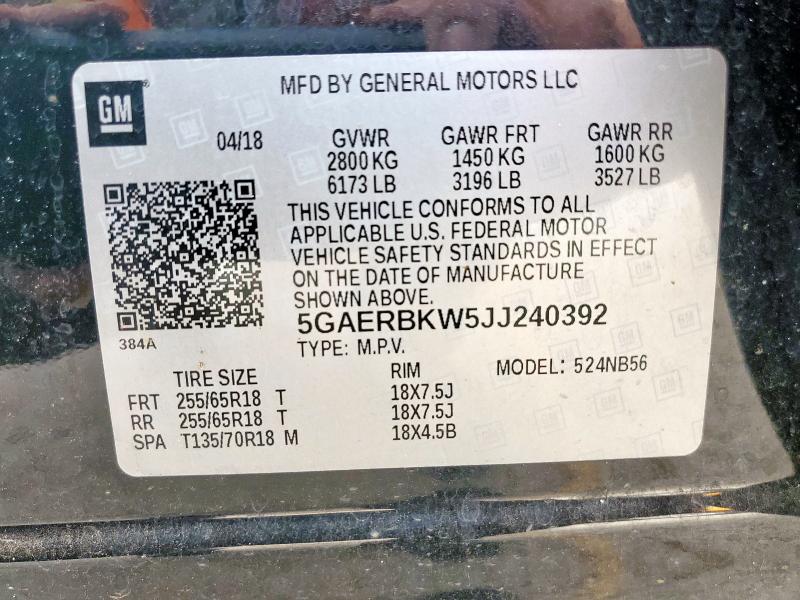 GM
MFD BY GENERAL MOTORS LLC
04/18 GVWR GAWR FRT GAWR RR
2800 KG 1450 KG 1600 KG
6173 LB 3196 LB 3527 LB
THIS VEHICLE CONFORMS TO ALL
APPLICABLE U.S. FEDERAL MOTOR
VEHICLE SAFETY STANDARDS IN EFFECT
ON THE DATE OF MANUFACTURE
SHOWN ABOVE.
5GAERBKW5JJ240392
384A
TYPE: M.P.V.
TIRE SIZE RIM MODEL: 524NB56
FRT 255/65R18 T 18X7.5J
RR 255/65R18 T 18X7.5J
SPA T135/70R18 M 18X4.5B